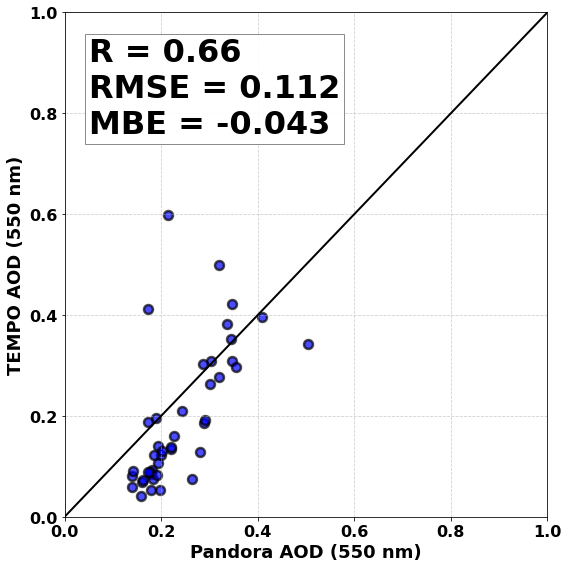 R = 0.66
RMSE = 0.112
MBE = -0.043
TEMPO AOD (550 nm)
1.0
0.8
0.6
0.4
0.2
0.0
0.0 0.2 0.4 0.6 0.8 1.0
Pandora AOD (550 nm)